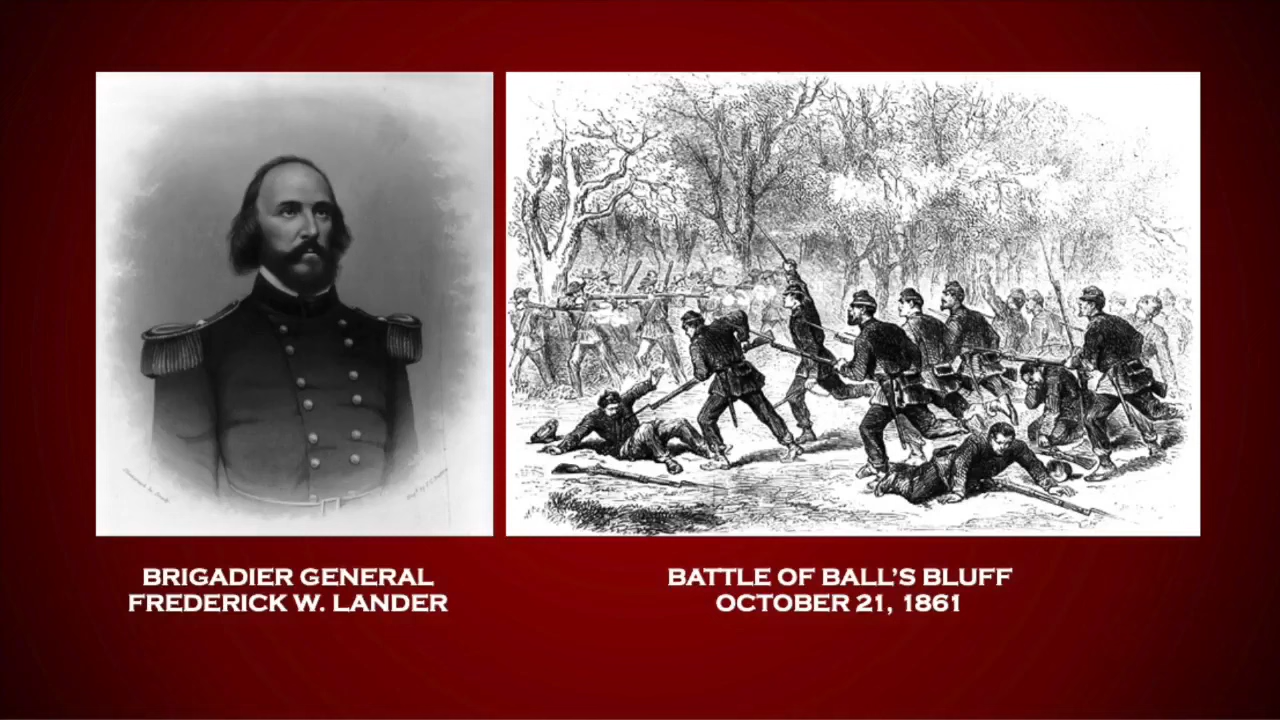 BRIGADIER GENERAL
FREDERICK W. LANDER
BATTLE OF BALL'S BLUFF
OCTOBER 21, 1861